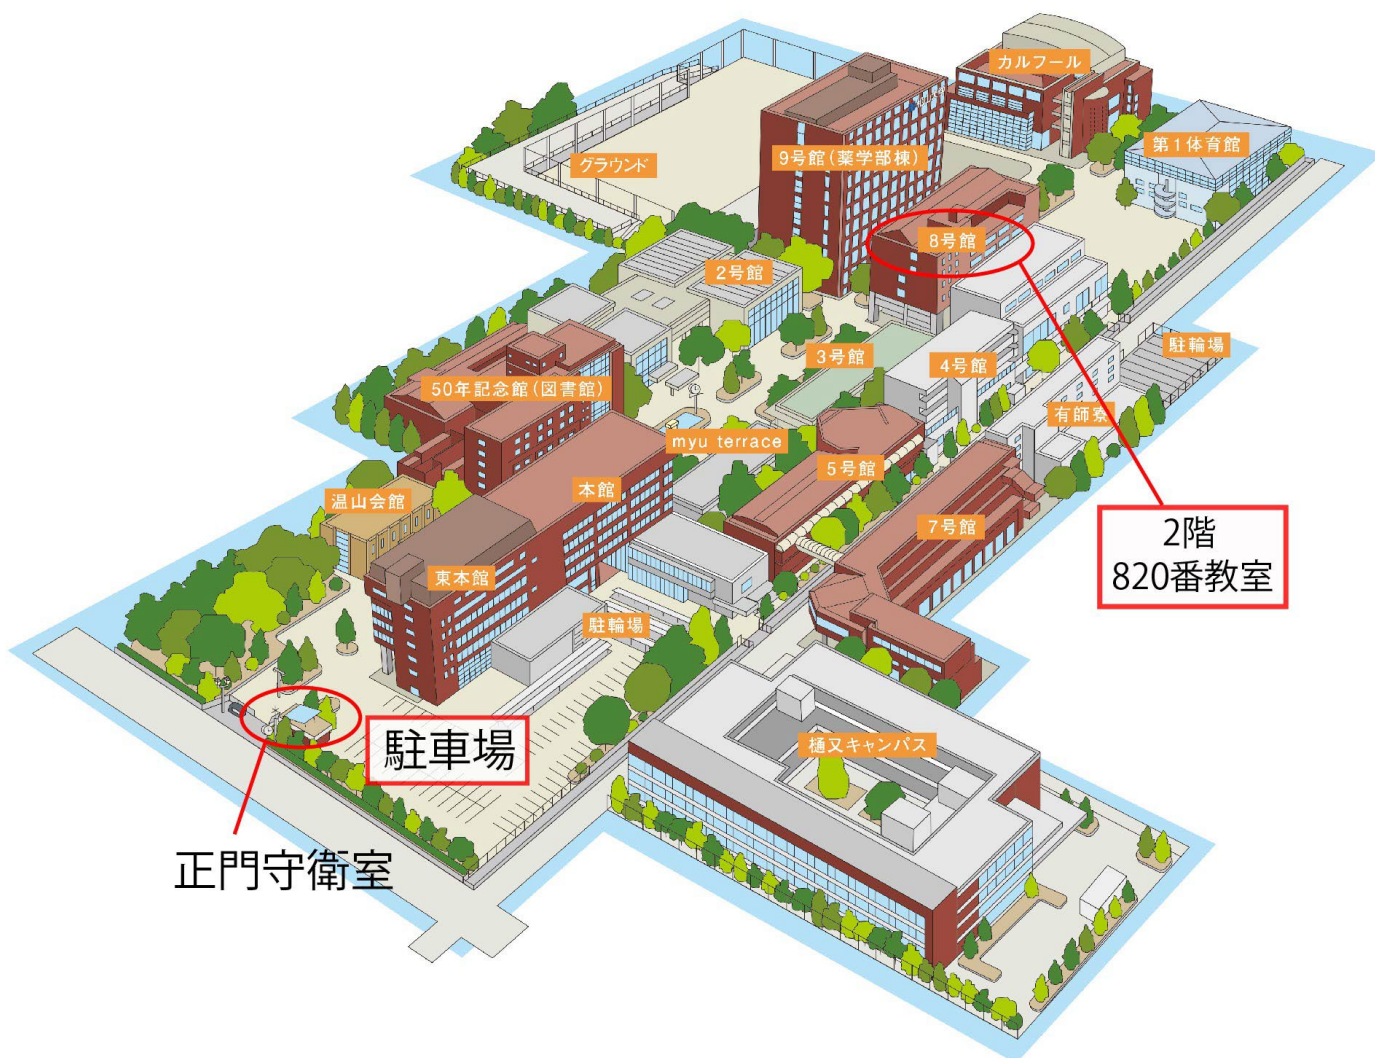 カルフール
第1体育館
9号館(薬学部棟)
グラウンド
8号館
2号館
駐輪場
3号館
4号館
50年記念館(図書館)
有師寮
myu terrace
5号館
本館
温山会館
7号館
2階
820番教室
東本館
駐輪場
駐車場
樋又キャンパス
正門守衛室